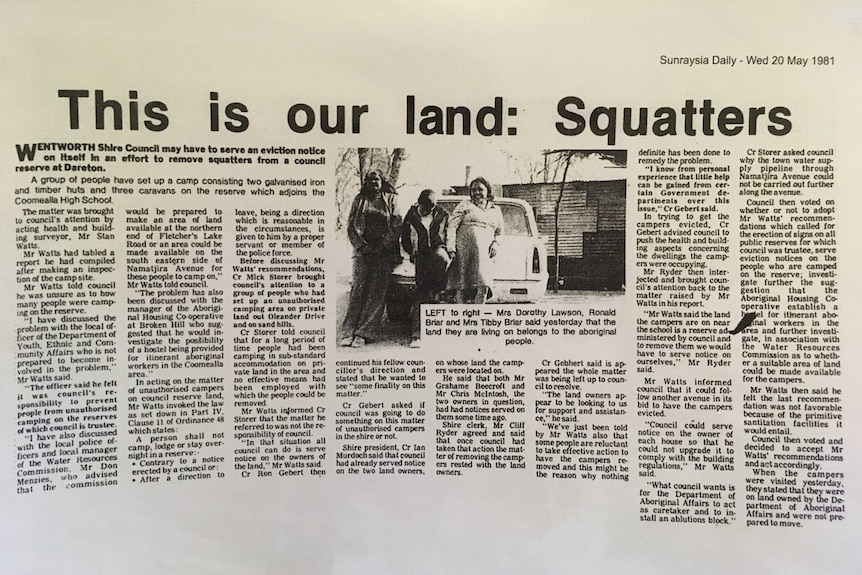 Sunraysia Daily - Wed 20 May 1981
This is our land: Squatters
WENTWORTH Shire Council may have to serve an eviction notice
on itself in an effort to remove squatters from a council
reserve at Dareton.
A group of people have set up a camp consisting two galvanised iron
and timber huts and three caravans on the reserve which adjoins the
Coomealla High School.
The matter was brought
to council's attention by
acting health and build-
ing surveyor, Mr Stan
Watts.
Mr Watts had tabled a
report he had compiled
after making an inspec-
tion of the camp site.
Mr Watts told council
he was unsure as to how
many people were camp-
ing on the reserve.
"I have discussed the
problem with the local of-
ficer of the Department of
Youth, Ethnic and Com-
munity Affairs who is not
prepared to become in-
volved in the problem,"
Mr Watts said.
"The officer said he felt
it was council's re-
sponsibility to prevent
people from unauthorised
camping on the reserves
of which council is trustee.
"I have also discussed
with the local police of-
ficers and local manager
of the Water Resources
Commission, Mr Don
Menzies, who advised
that the commission
would be prepared to
make an area of land
available at the northern
end of Fletcher's Lake
Road or an area could be
made available on the
south eastern side of
Namatjira Avenue for
these people to camp on,"
Mr Watts told council.
"The problem has also
been discussed with the
manager of the Aborigi-
nal Housing Co-operative
at Broken Hill who sug-
gested that he would in-
vestigate the possibility
of a hostel being provided
for itinerant aboriginal
workers in the Coomealla
area."
In acting on the matter
of unauthorised campers
on council reserve land,
Mr Watts invoked the law
as set down in Part IV,
Clause 11 of Ordinance 48
which states:
A person shall not
camp, lodge or stay over-
night in a reserve:-
• Contrary to a notice
erected by a council or:
• After a direction to
leave, being a direction
which is reasonable in
the circumstances, is
given to him by a proper
servant or member of
the police force.
Before discussing Mr
Watts' recommendations,
Cr Mick Storer brought
council's attention to a
group of people who had
set up an unauthorised
camping area on private
land out Oleander Drive
and on sand hills.
Cr Storer told council
that for a long period of
time people had been
camping in sub-standard
accommodation on pri-
vate land in the area and
no effective means had
been employed with
which the people could be
removed.
Mr Watts informed Cr
Storer that the matter he
referred to was not the re-
sponsibility of council.
"In that situation all
council can do is serve
notice on the owners of
the land," Mr Watts said.
Cr Ron Gebert then
LEFT to right — Mrs Dorothy Lawson, Ronald
Briar and Mrs Tibby Briar said yesterday that the
land they are living on belongs to the aboriginal
people.
continued his fellow coun-
cillor's direction and
stated that he wanted to
see "some finality on this
matter."
Cr Gebert asked if
council was going to do
something on this matter
of unauthorised campers
in the shire or not.
Shire president, Cr Ian
Murdoch said that council
had already served notice
on the two land owners,
on whose land the camp-
ers were located on.
He said that both Mr
Grahame Beecroft and
Mr Chris McIntosh, the
two owners in question,
had had notices served on
them some time ago.
Shire clerk, Mr Cliff
Ryder agreed and said
that once council had
taken that action the mat-
ter of removing the camp-
ers rested with the land
owners.
Cr Gebbert said is ap-
peared the whole matter
was being left up to coun-
cil to resolve.
"The land owners ap-
pear to be looking to us
for support and assistan-
ce," he said.
"We've just been told
by Mr Watts also that
some people are reluctant
to take effective action to
have the campers re-
moved and this might be
the reason why nothing
definite has been done to
remedy the problem.
"I know from personal
experience that little help
can be gained from cer-
tain Government de-
partments over this
issue," Cr Gebert said.
In trying to get the
campers evicted, Cr
Gebert advised council to
push the health and build-
ing aspects concerning
the dwellings the camp-
ers were occupying.
Mr Ryder then inter-
jected and brought coun-
cil's attention back to the
matter raised by Mr
Watts in his report.
"Mr Watts said the land
the campers are on near
the school is a reserve ad-
ministered by council and
to remove them we would
have to serve notice on
ourselves," Mr Ryder
said.
Mr Watts informed
council that it could fol-
low another avenue in its
bid to have the campers
evicted.
"Council could serve
notice on the owner of
each house so that he
could not upgrade it to
comply with the building
regulations," Mr Watts
said.
"What council wants is
for the Department of
Aboriginal Affairs to act
as caretaker and to in-
stall an ablutions block."
Cr Storer asked council
why the town water sup-
ply pipeline through
Namatjira Avenue could
not be carried out further
along the avenue.
Council then voted on
whether or not to adopt
Mr Watts' recommen-
dations which called for
the erection of signs on all
public reserves for which
council was trustee, serve
eviction notices on the
people who are camped
on the reserve; investi-
gate further the sug-
gestion that the
Aboriginal Housing Co-
operative establish a
for itinerant abo-
workers in the
area and further investi-
gate, in association with
the Water Resources
Commission as to wheth-
er a suitable area of land
could be made available
for the campers.
Mr Watts then said he
felt the last recommen-
dation was not favorable
because of the primitive
santitation facilities it
would entail.
Council then voted and
decided to accept Mr
Watts' recommendations
and act accordingly.
When the campers
were visited yesterday,
they stated that they were
on land owned by the De-
partment of Aboriginal
Affairs and were not pre-
pared to move.